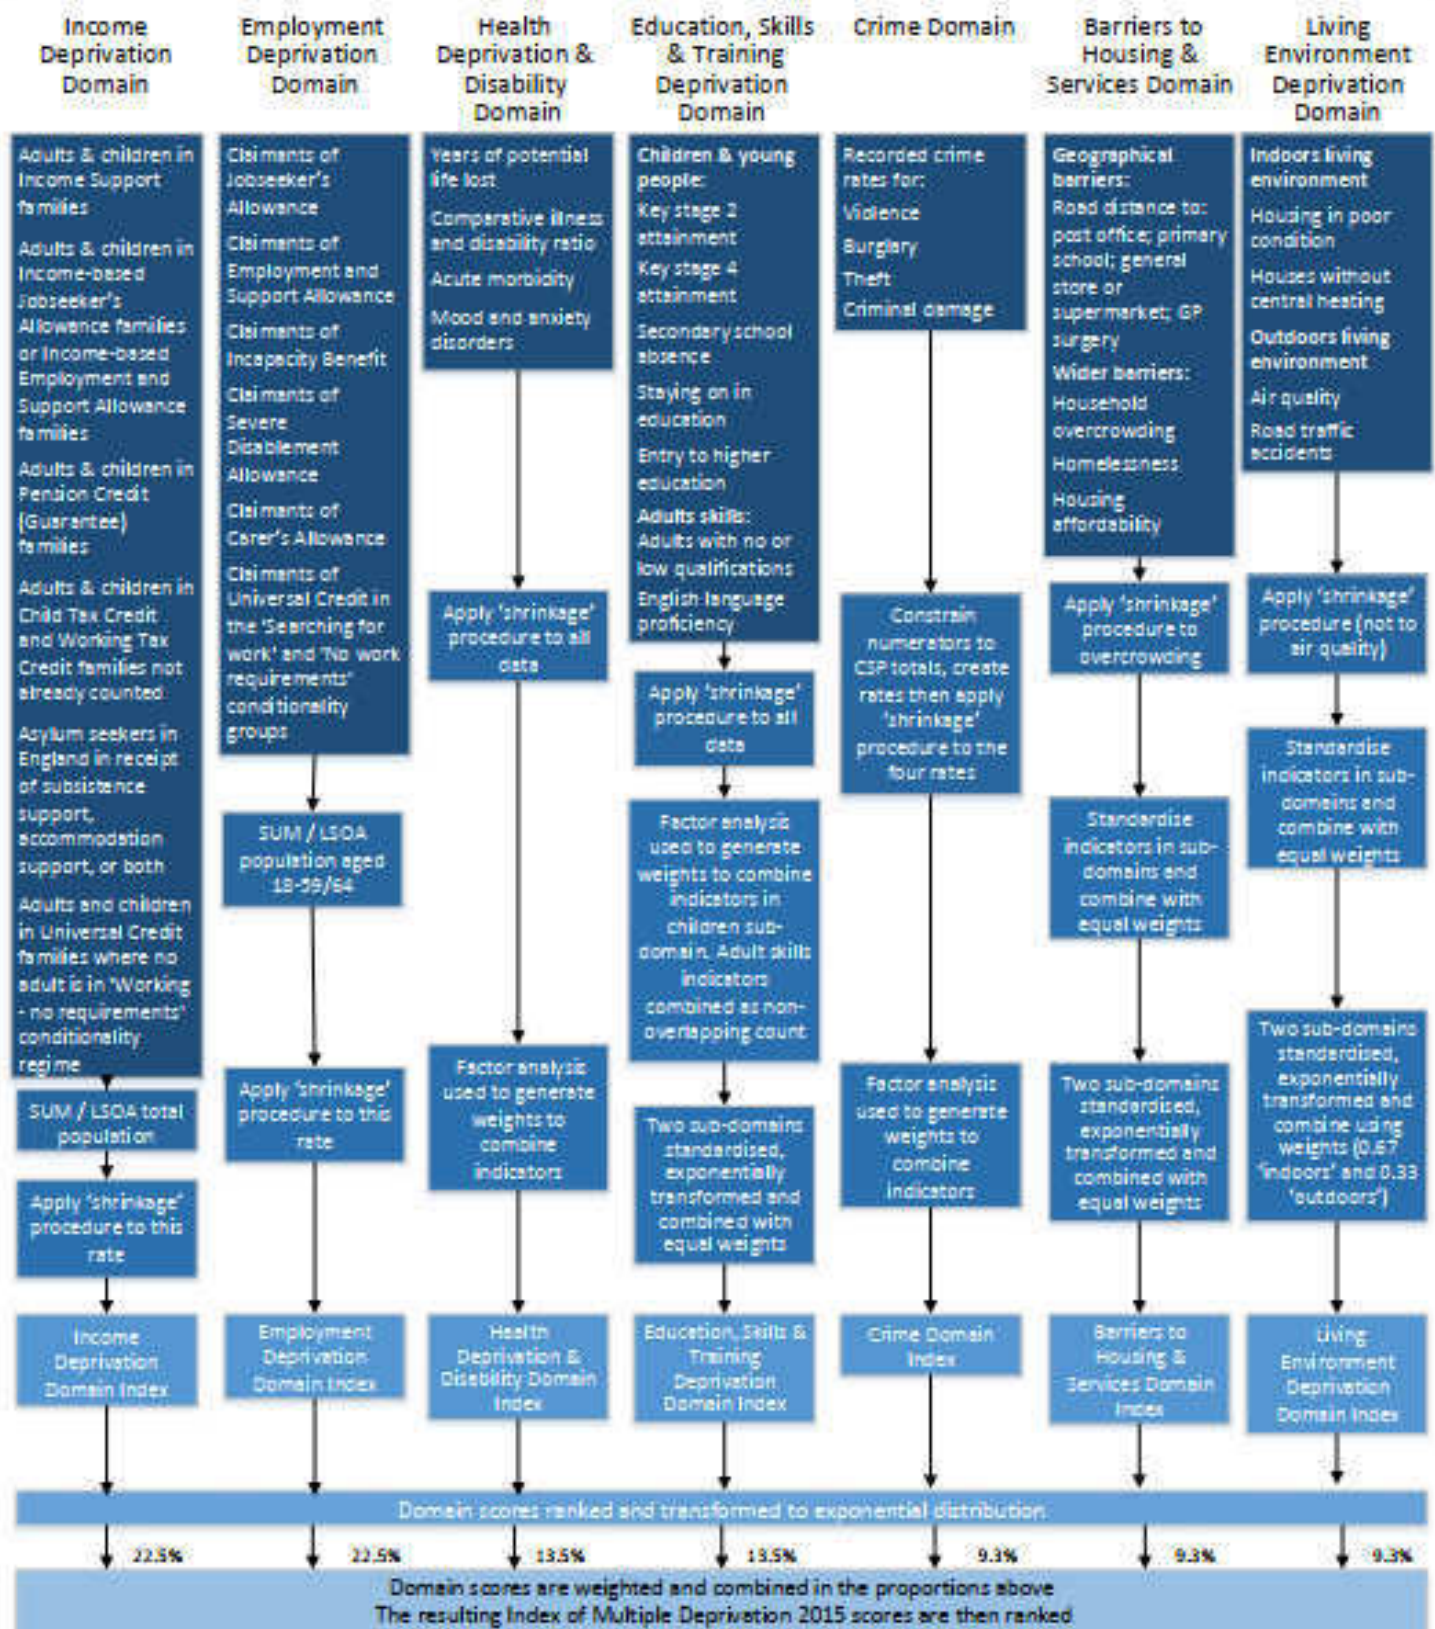 Income
Deprivation
Domain
Employment
Deprivation
Domain
Health
Deprivation &
Disability
Domain
Education, Skills
& Training
Deprivation
Domain
Crime Domain
Barriers to
Housing &
Services Domain
Living
Environment
Deprivation
Domain
Adults & children in
Income Support
families
Adults & children in
Income-based
Jobseeker's
Allowance families
or Income-based
Employment and
Support Allowance
families
Adults & children in
Pension Credit
(Guarantee)
families
Adults & children in
Child Tax Credit
and Working Tax
Credit families not
already counted
Asylum seekers in
England in receipt
of subsistence
support,
accommodation
support, or both
Adults and children
in Universal Credit
families where no
adult is in 'Working
- no requirements'
conditionality
regime
SUM / LSOA total
population
Apply 'shrinkage'
procedure to this
rate
Income
Deprivation
Domain Index
Claimants of
Jobseeker's
Allowance
Claimants of
Employment and
Support Allowance
Claimants of
Incapacity Benefit
Claimants of
Severe
Disablement
Allowance
Claimants of
Carer's Allowance
Claimants of
Universal Credit in
the 'Searching for
work' and 'No work
requirements'
conditionality
groups
SUM / LSOA
population aged
18-59/64
Apply 'shrinkage'
procedure to this
rate
Employment
Deprivation
Domain Index
Years of potential
life lost
Comparative illness
and disability ratio
Acute morbidity
Mood and anxiety
disorders
Apply 'shrinkage'
procedure to all
data
Factor analysis
used to generate
weights to
combine
indicators
Health
Deprivation &
Disability Domain
Index
Children & young
people:
Key stage 2
attainment
Key stage 4
attainment
Secondary school
absence
Staying on in
education
Entry to higher
education
Adults skills:
Adults with no or
low qualifications
English language
proficiency
Apply 'shrinkage'
procedure to all
data
Factor analysis
used to generate
weights to combine
indicators in
children sub-
domain. Adult skills
indicators
combined as non-
overlapping count
Two sub-domains
standardised,
exponentially
transformed and
combined with
equal weights
Education, Skills &
Training
Deprivation
Domain Index
Recorded crime
rates for:
Violence
Burglary
Theft
Criminal damage
Constrain
numerators to
CSP totals, create
rates then apply
'shrinkage'
procedure to the
four rates
Factor analysis
used to generate
weights to
combine
indicators
Crime Domain
Index
Geographical
barriers:
Road distance to:
post office; primary
school; general
store or
supermarket; GP
surgery
Wider barriers:
Household
overcrowding
Homelessness
Housing
affordability
Apply 'shrinkage'
procedure to
overcrowding
Standardise
indicators in sub-
domains and
combine with
equal weights
Two sub-domains
standardised,
exponentially
transformed and
combined with
equal weights
Barriers to
Housing &
Services Domain
Index
Indoors living
environment
Housing in poor
condition
Houses without
central heating
Outdoors living
environment
Air quality
Road traffic
accidents
Apply 'shrinkage'
procedure (not to
air quality)
Standardise
indicators in sub-
domains and
combine with
equal weights
Two sub-domains
standardised,
exponentially
transformed and
combine using
weights (0.67
'indoors' and 0.33
'outdoors')
Living
Environment
Deprivation
Domain Index
Domain scores ranked and transformed to exponential distribution
22.5% 22.5% 13.5% 13.5% 9.3% 9.3% 9.3%
Domain scores are weighted and combined in the proportions above
The resulting Index of Multiple Deprivation 2015 scores are then ranked